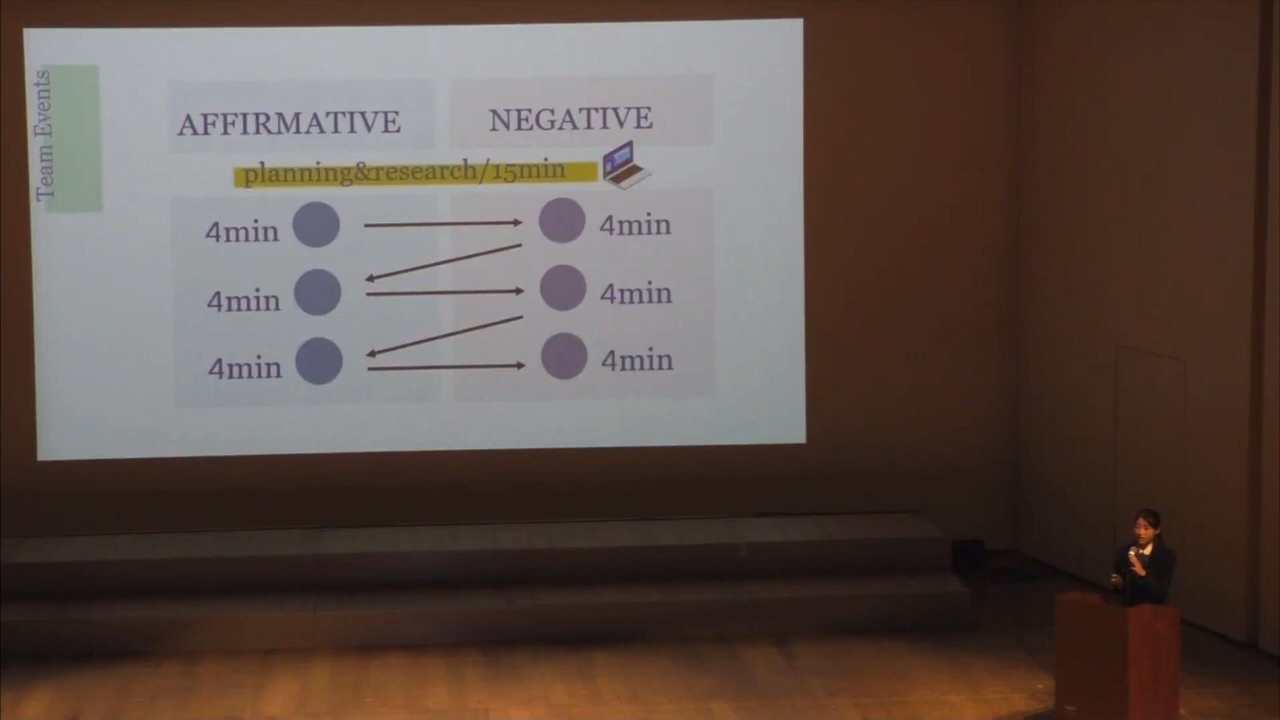 Team Events
AFFIRMATIVE NEGATIVE
planning&research/15min
4min 4min
4min 4min
4min 4min